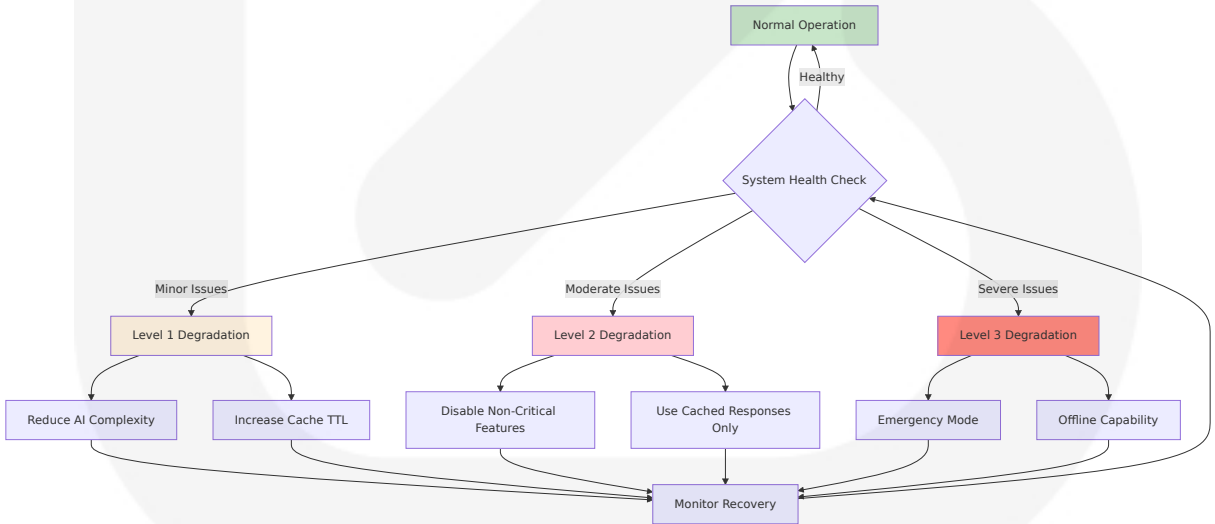 Normal Operation
Healthy
System Health Check
Minor Issues
Moderate Issues
Severe Issues
Level 1 Degradation
Level 2 Degradation
Level 3 Degradation
Reduce AI Complexity
Increase Cache TTL
Disable Non-Critical
Features
Use Cached Responses
Only
Emergency Mode
Offline Capability
Monitor Recovery